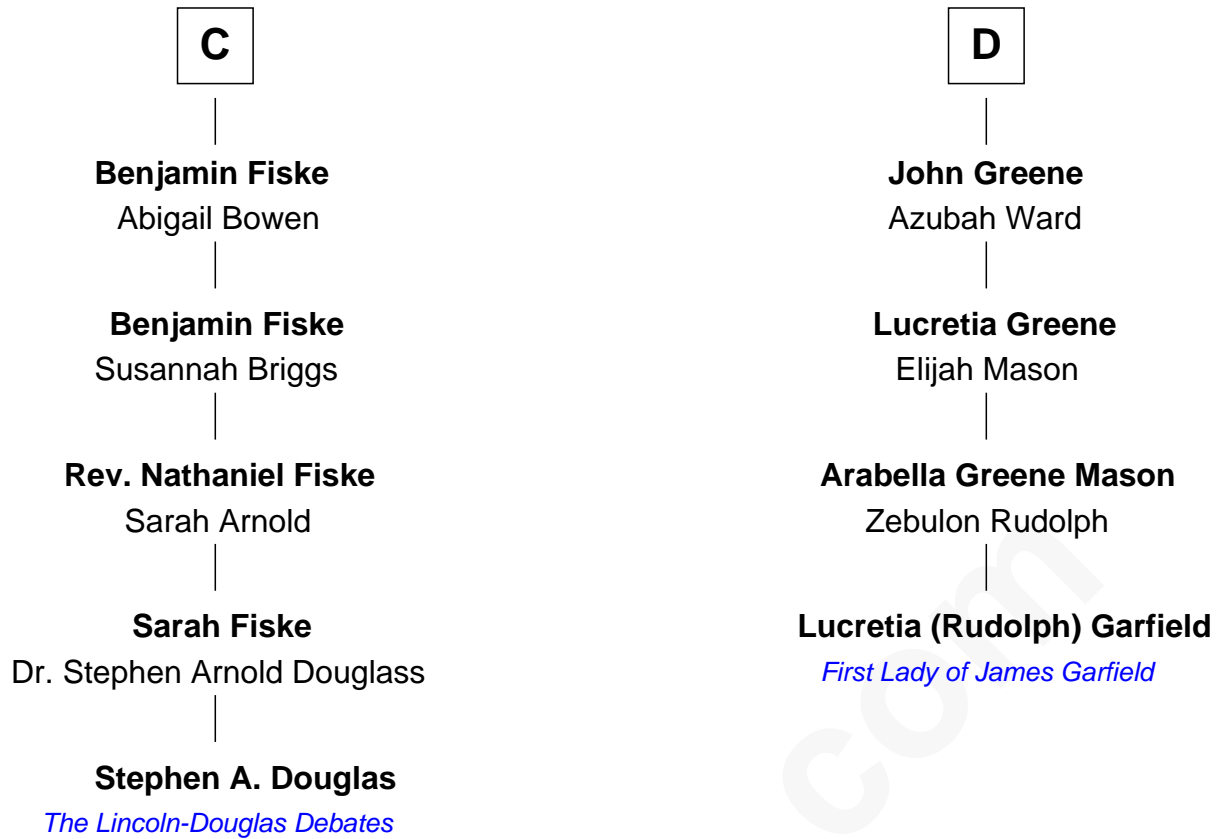 C
Benjamin Fiske
Abigail Bowen
Benjamin Fiske
Susannah Briggs
Rev. Nathaniel Fiske
Sarah Arnold
Sarah Fiske
Dr. Stephen Arnold Douglass
Stephen A. Douglas
The Lincoln-Douglas Debates
D
John Greene
Azubah Ward
Lucretia Greene
Elijah Mason
Arabella Greene Mason
Zebulon Rudolph
Lucretia (Rudolph) Garfield
First Lady of James Garfield
com